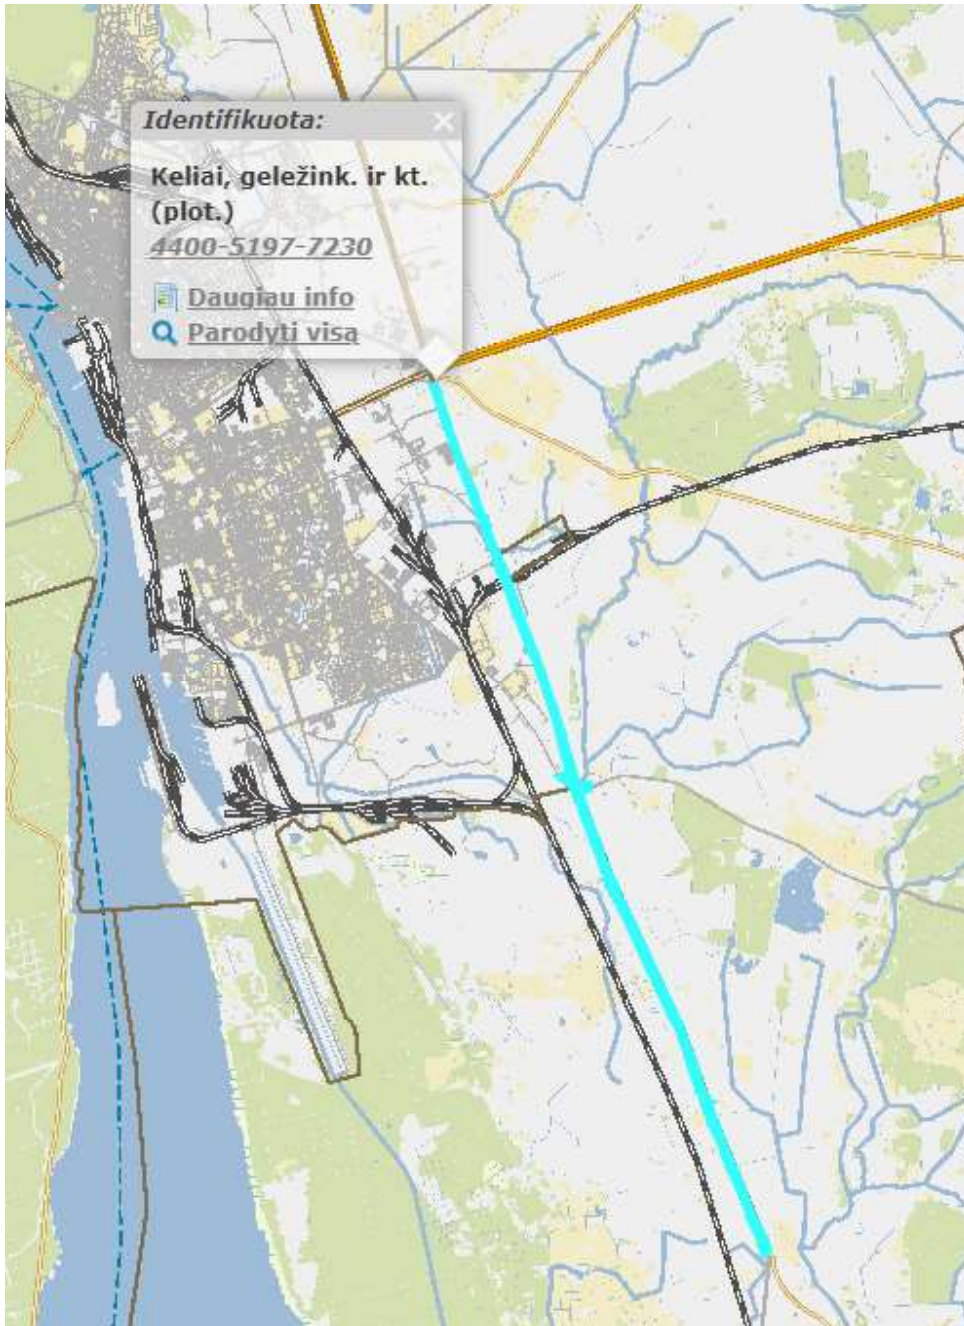 Identifikuota:
Keliai, geležink. ir kt.
(plot.)
4400-5197-7230
Daugiau info
Parodyti visą